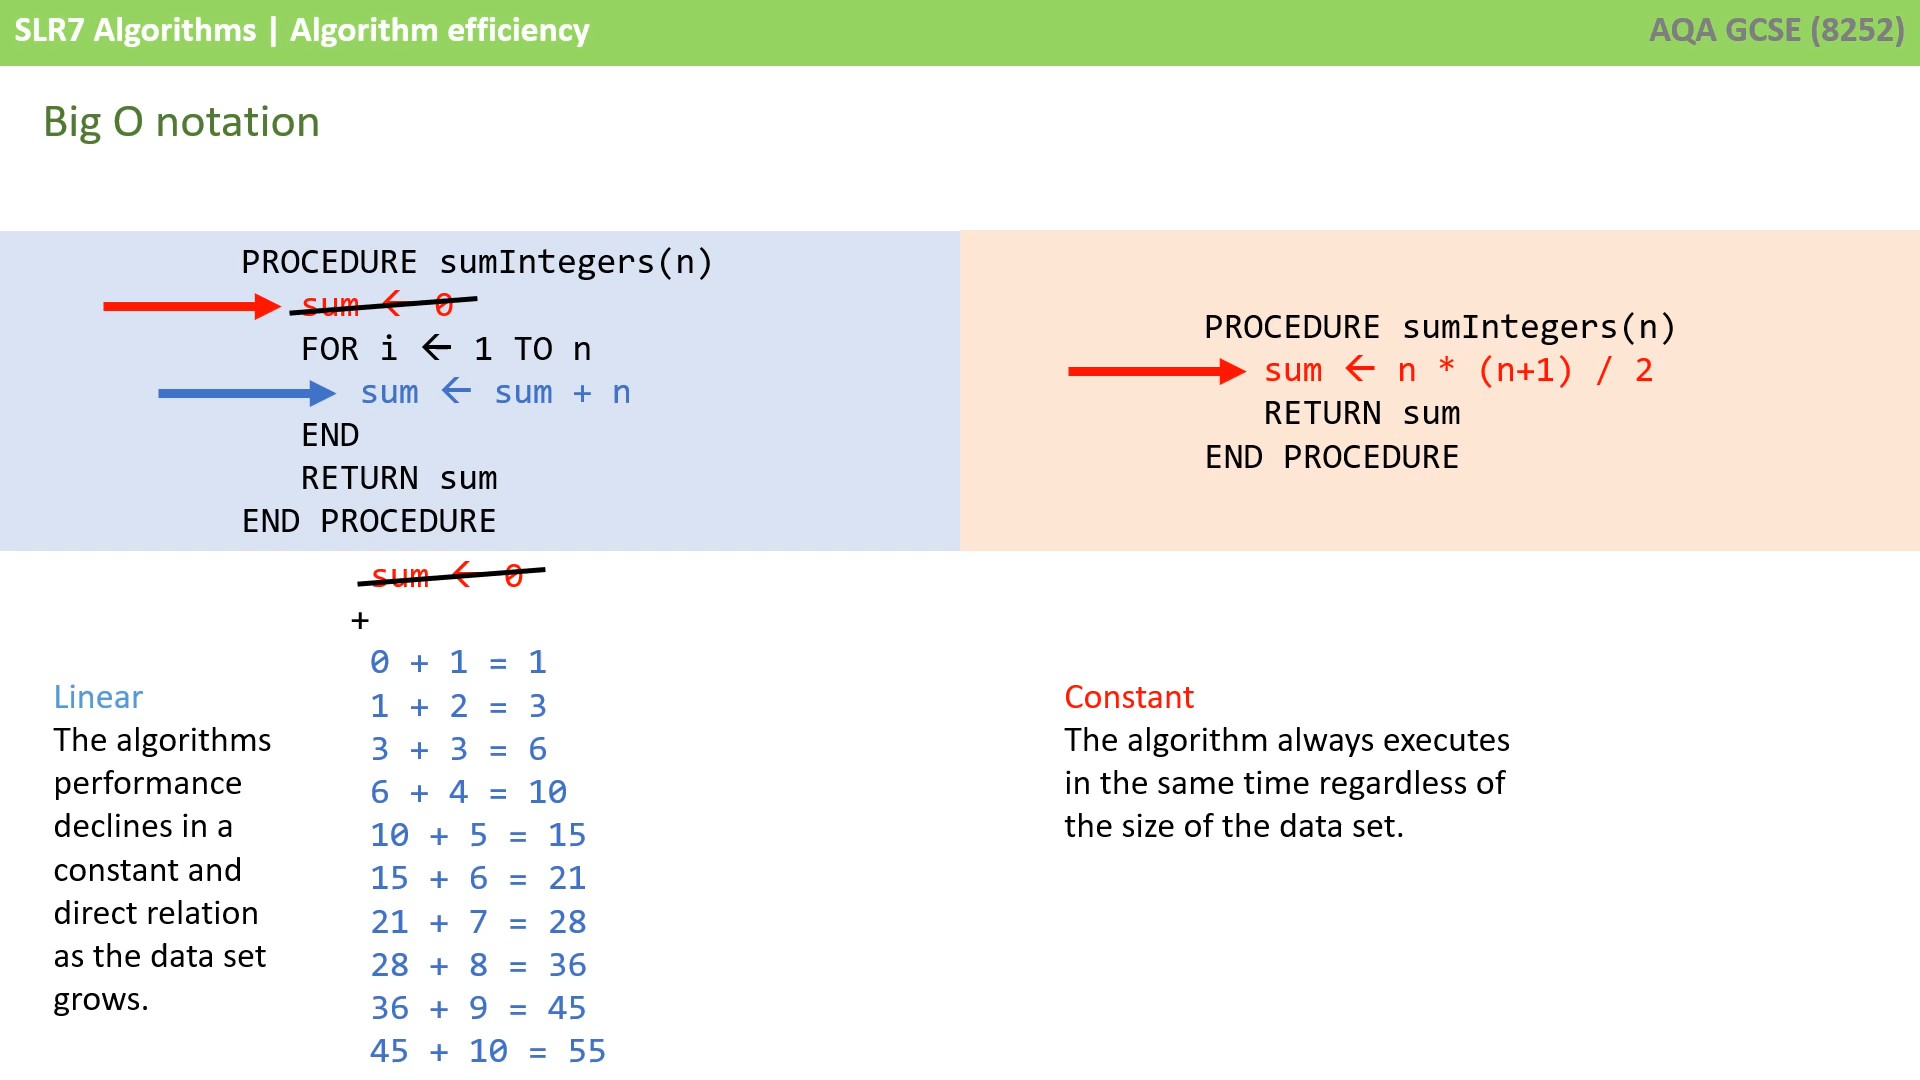 SLR7 Algorithms | Algorithm efficiency
AQA GCSE (8252)
Big O notation
PROCEDURE sumIntegers(n)
sum ← 0
FOR i ← 1 TO n
sum ← sum + n
END
RETURN sum
END PROCEDURE
PROCEDURE sumIntegers(n)
sum ← n * (n+1) / 2
RETURN sum
END PROCEDURE
sum ← 0
+
0 + 1 = 1
1 + 2 = 3
3 + 3 = 6
6 + 4 = 10
10 + 5 = 15
15 + 6 = 21
21 + 7 = 28
28 + 8 = 36
36 + 9 = 45
45 + 10 = 55
Linear
The algorithms
performance
declines in a
constant and
direct relation
as the data set
grows.
Constant
The algorithm always executes
in the same time regardless of
the size of the data set.